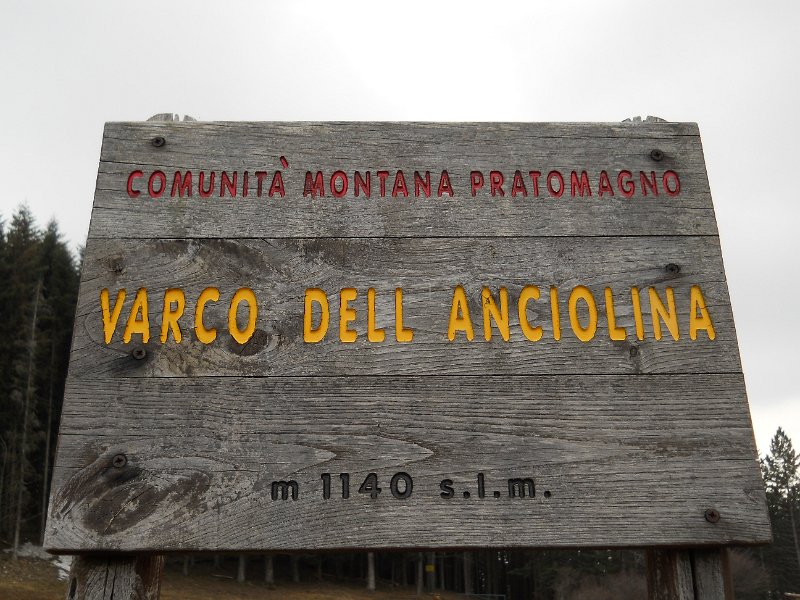 COMUNITÀ MONTANA PRATOMAGNO
VARCO DELL ANCIOLINA
m 1140 s.l.m.